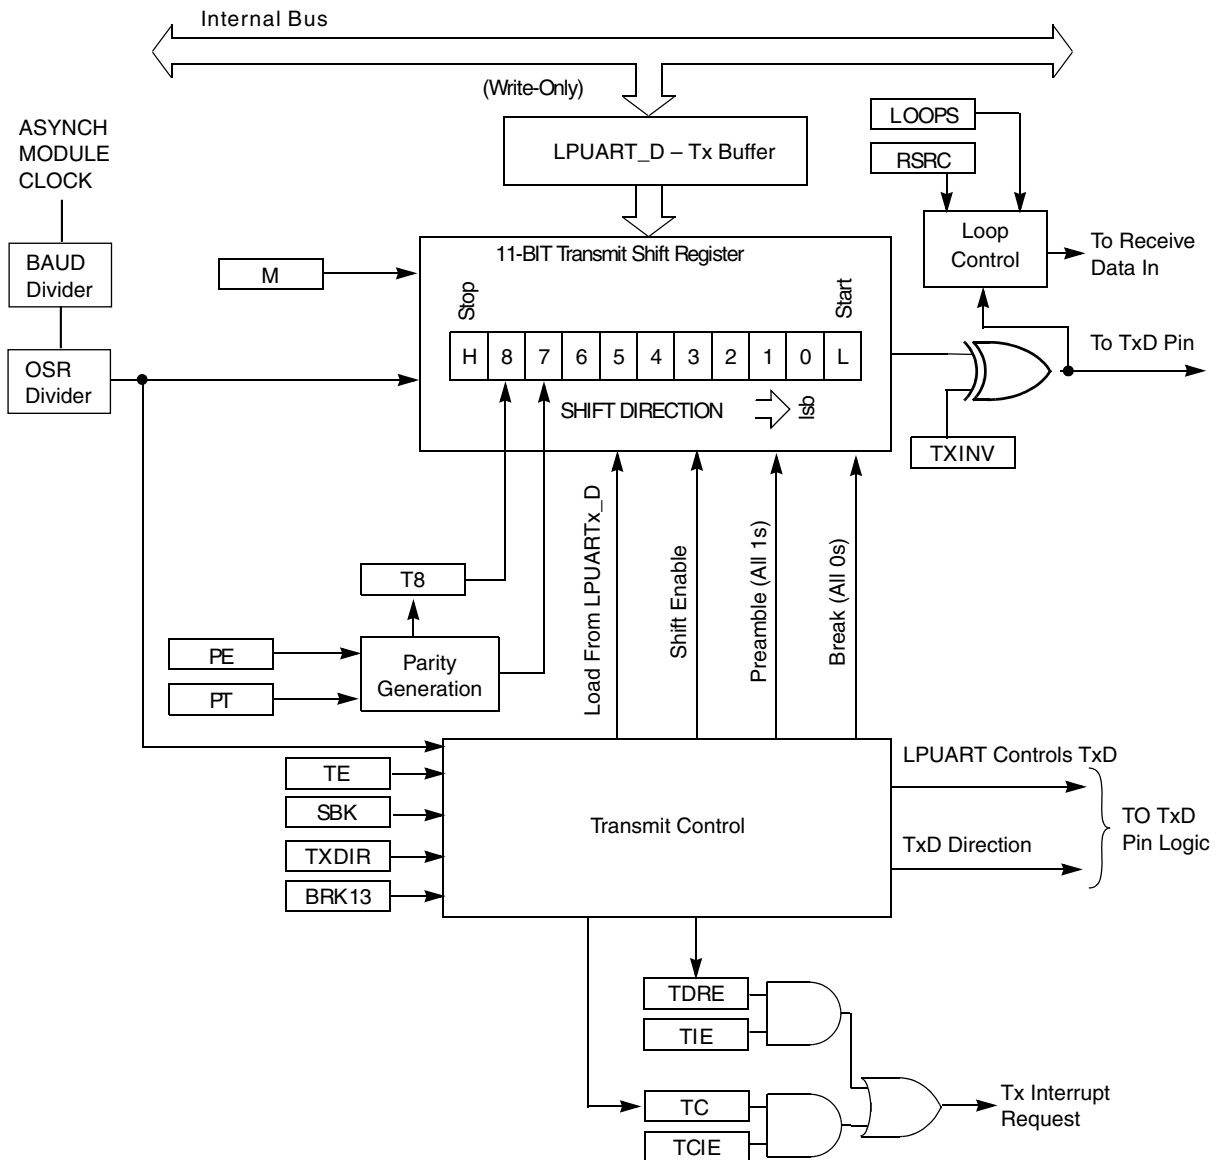 Internal Bus
(Write-Only)
LPUART_D – Tx Buffer
ASYNCH
MODULE
CLOCK
BAUD
Divider
OSR
Divider
M
11-BIT Transmit Shift Register
Stop
Start
H 8 7 6 5 4 3 2 1 0 L
SHIFT DIRECTION
lsb
LOOPS
RSRC
Loop
Control
To Receive
Data In
To TxD Pin
TXINV
T8
PE
PT
Parity
Generation
Load From LPUARTx_D
Shift Enable
Preamble (All 1s)
Break (All 0s)
TE
SBK
TXDIR
BRK13
Transmit Control
LPUART Controls TxD
TxD Direction
TO TxD
Pin Logic
TDRE
TIE
TC
TCIE
Tx Interrupt
Request